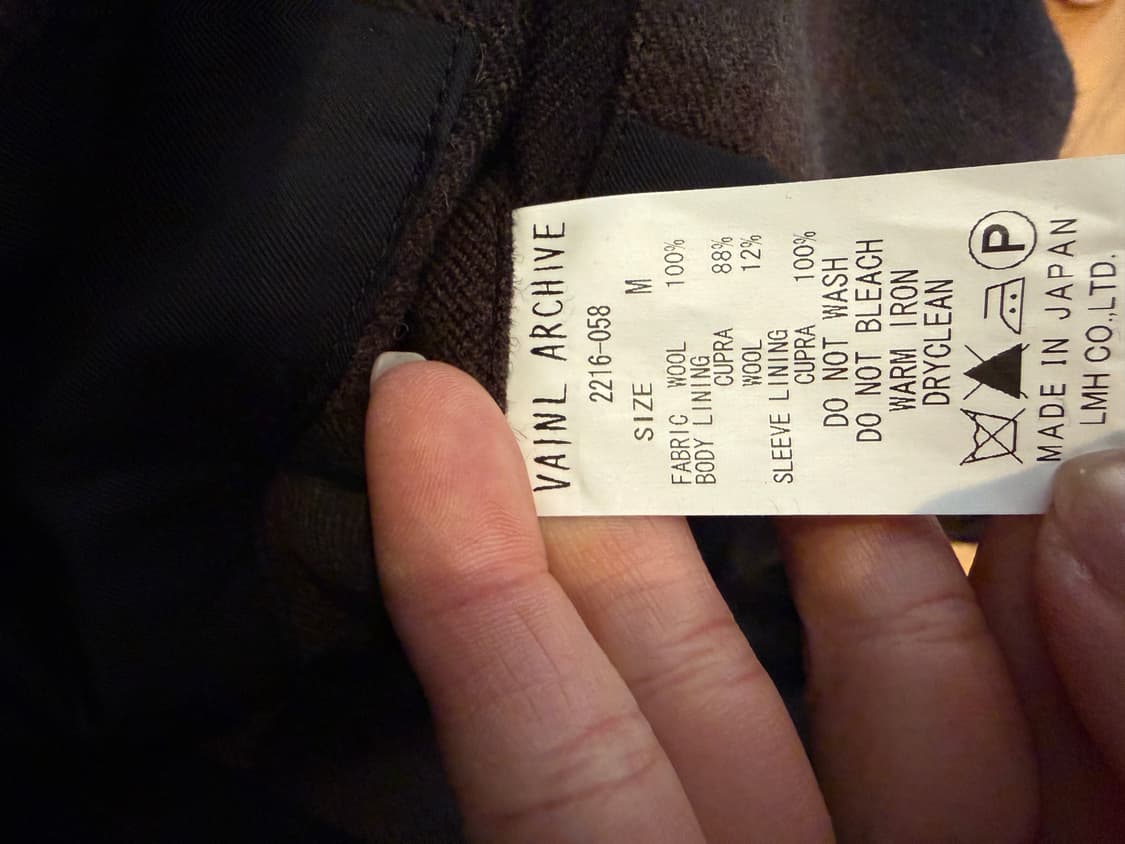 VAINL ARCHIVE
2216-058
SIZE M
FABRIC WOOL 100%
BODY LINING
CUPRA 88%
WOOL 12%
SLEEVE LINING
CUPRA 100%
DO NOT WASH
DO NOT BLEACH
WARM IRON
DRYCLEAN
P
MADE IN JAPAN
LMH CO.,LTD.